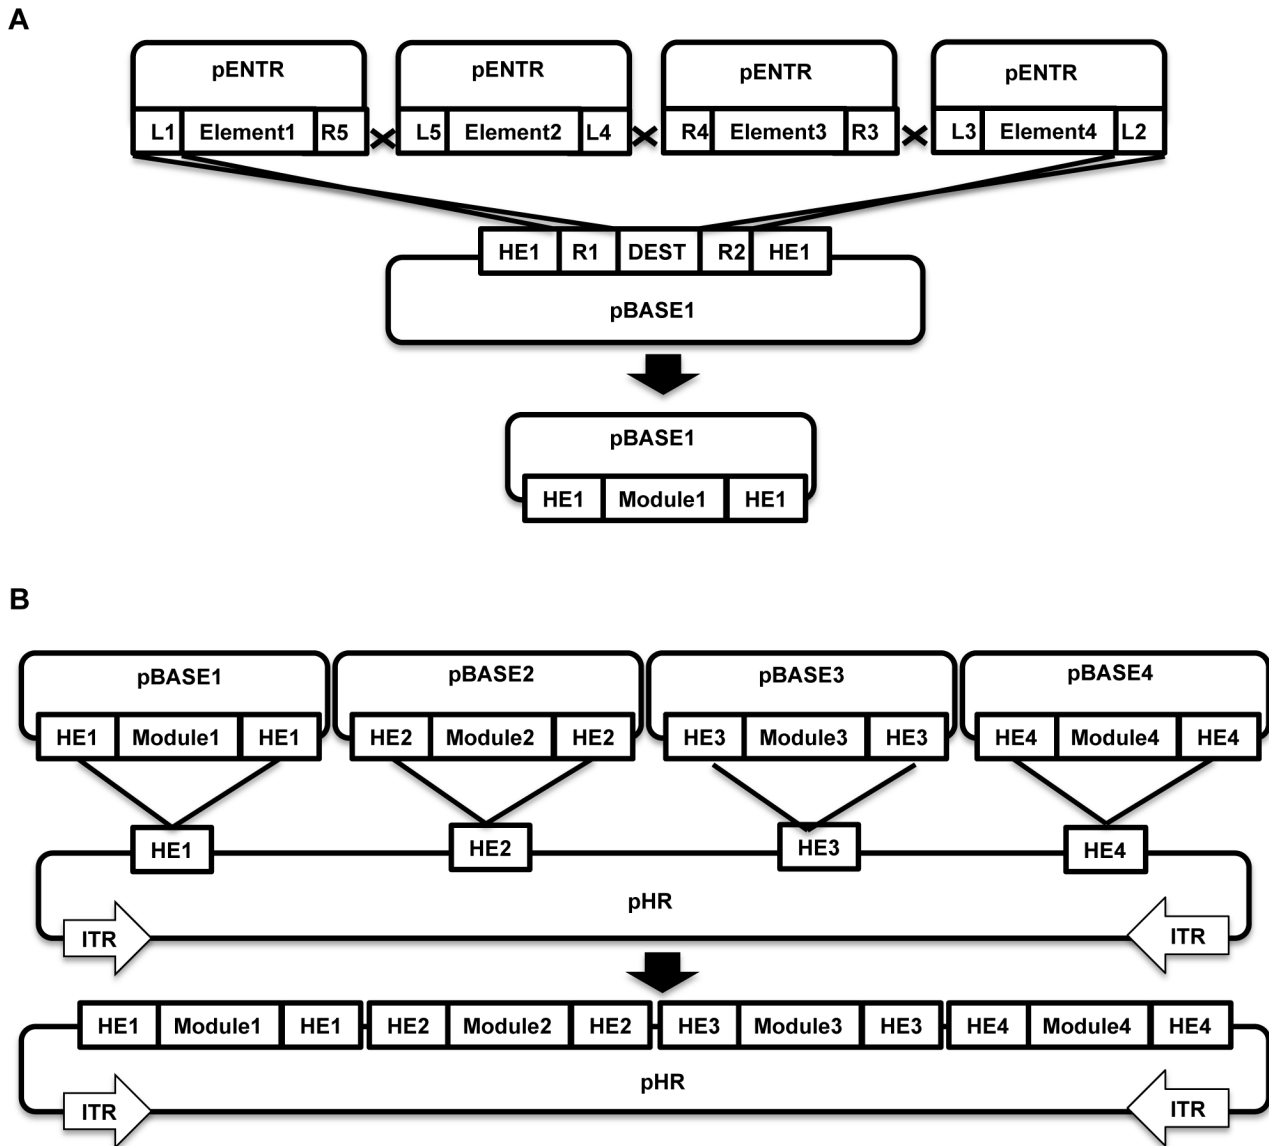 A
pENTR pENTR pENTR pENTR
L1 Element1 R5 L5 Element2 L4 R4 Element3 R3 L3 Element4 L2
HE1 R1 DEST R2 HE1
pBASE1
pBASE1
HE1 Module1 HE1
B
pBASE1 pBASE2 pBASE3 pBASE4
HE1 Module1 HE1 HE2 Module2 HE2 HE3 Module3 HE3 HE4 Module4 HE4
HE1 HE2 HE3 HE4
pHR
ITR ITR
HE1 Module1 HE1 HE2 Module2 HE2 HE3 Module3 HE3 HE4 Module4 HE4
pHR
ITR ITR